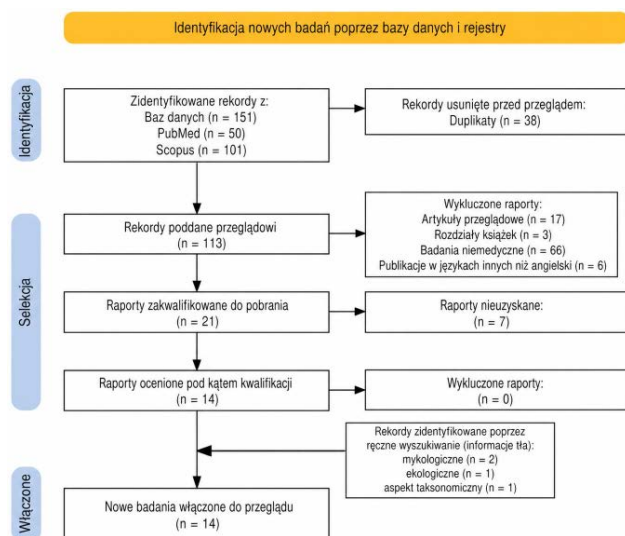 Identyfikacja nowych badań poprzez bazy danych i rejestry
Identyfikacja
Zidentyfikowane rekordy z:
Baz danych (n = 151)
PubMed (n = 50)
Scopus (n = 101)
Rekordy usunięte przed przeglądem:
Duplikaty (n = 38)
Selekcja
Rekordy poddane przeglądowi
(n = 113)
Wykluczone raporty:
Artykuły przeglądowe (n = 17)
Rozdziały książek (n = 3)
Badania niemedyczne (n = 66)
Publikacje w językach innych niż angielski (n = 6)
Raporty zakwalifikowane do pobrania
(n = 21)
Raporty nieuzyskane:
(n = 7)
Raporty ocenione pod kątem kwalifikacji
(n = 14)
Wykluczone raporty:
(n = 0)
Rekordy zidentyfikowane poprzez
ręczne wyszukiwanie (informacje tła):
mykologiczne (n = 2)
ekologiczne (n = 1)
aspekt taksonomiczny (n = 1)
Włączone
Nowe badania włączone do przeglądu
(n = 14)